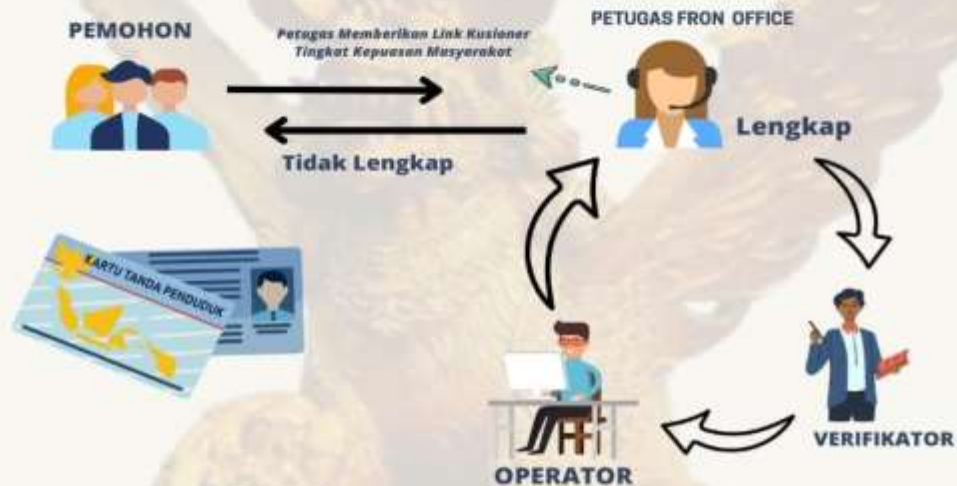 PEMOHON
Petugas Memberikan Link Kusioner
Tingkat Kepuasan Masyarakat
PETUGAS FRON OFFICE
Lengkap
Tidak Lengkap
KARTU TANDA PENDUDUK
VERIFIKATOR
OPERATOR